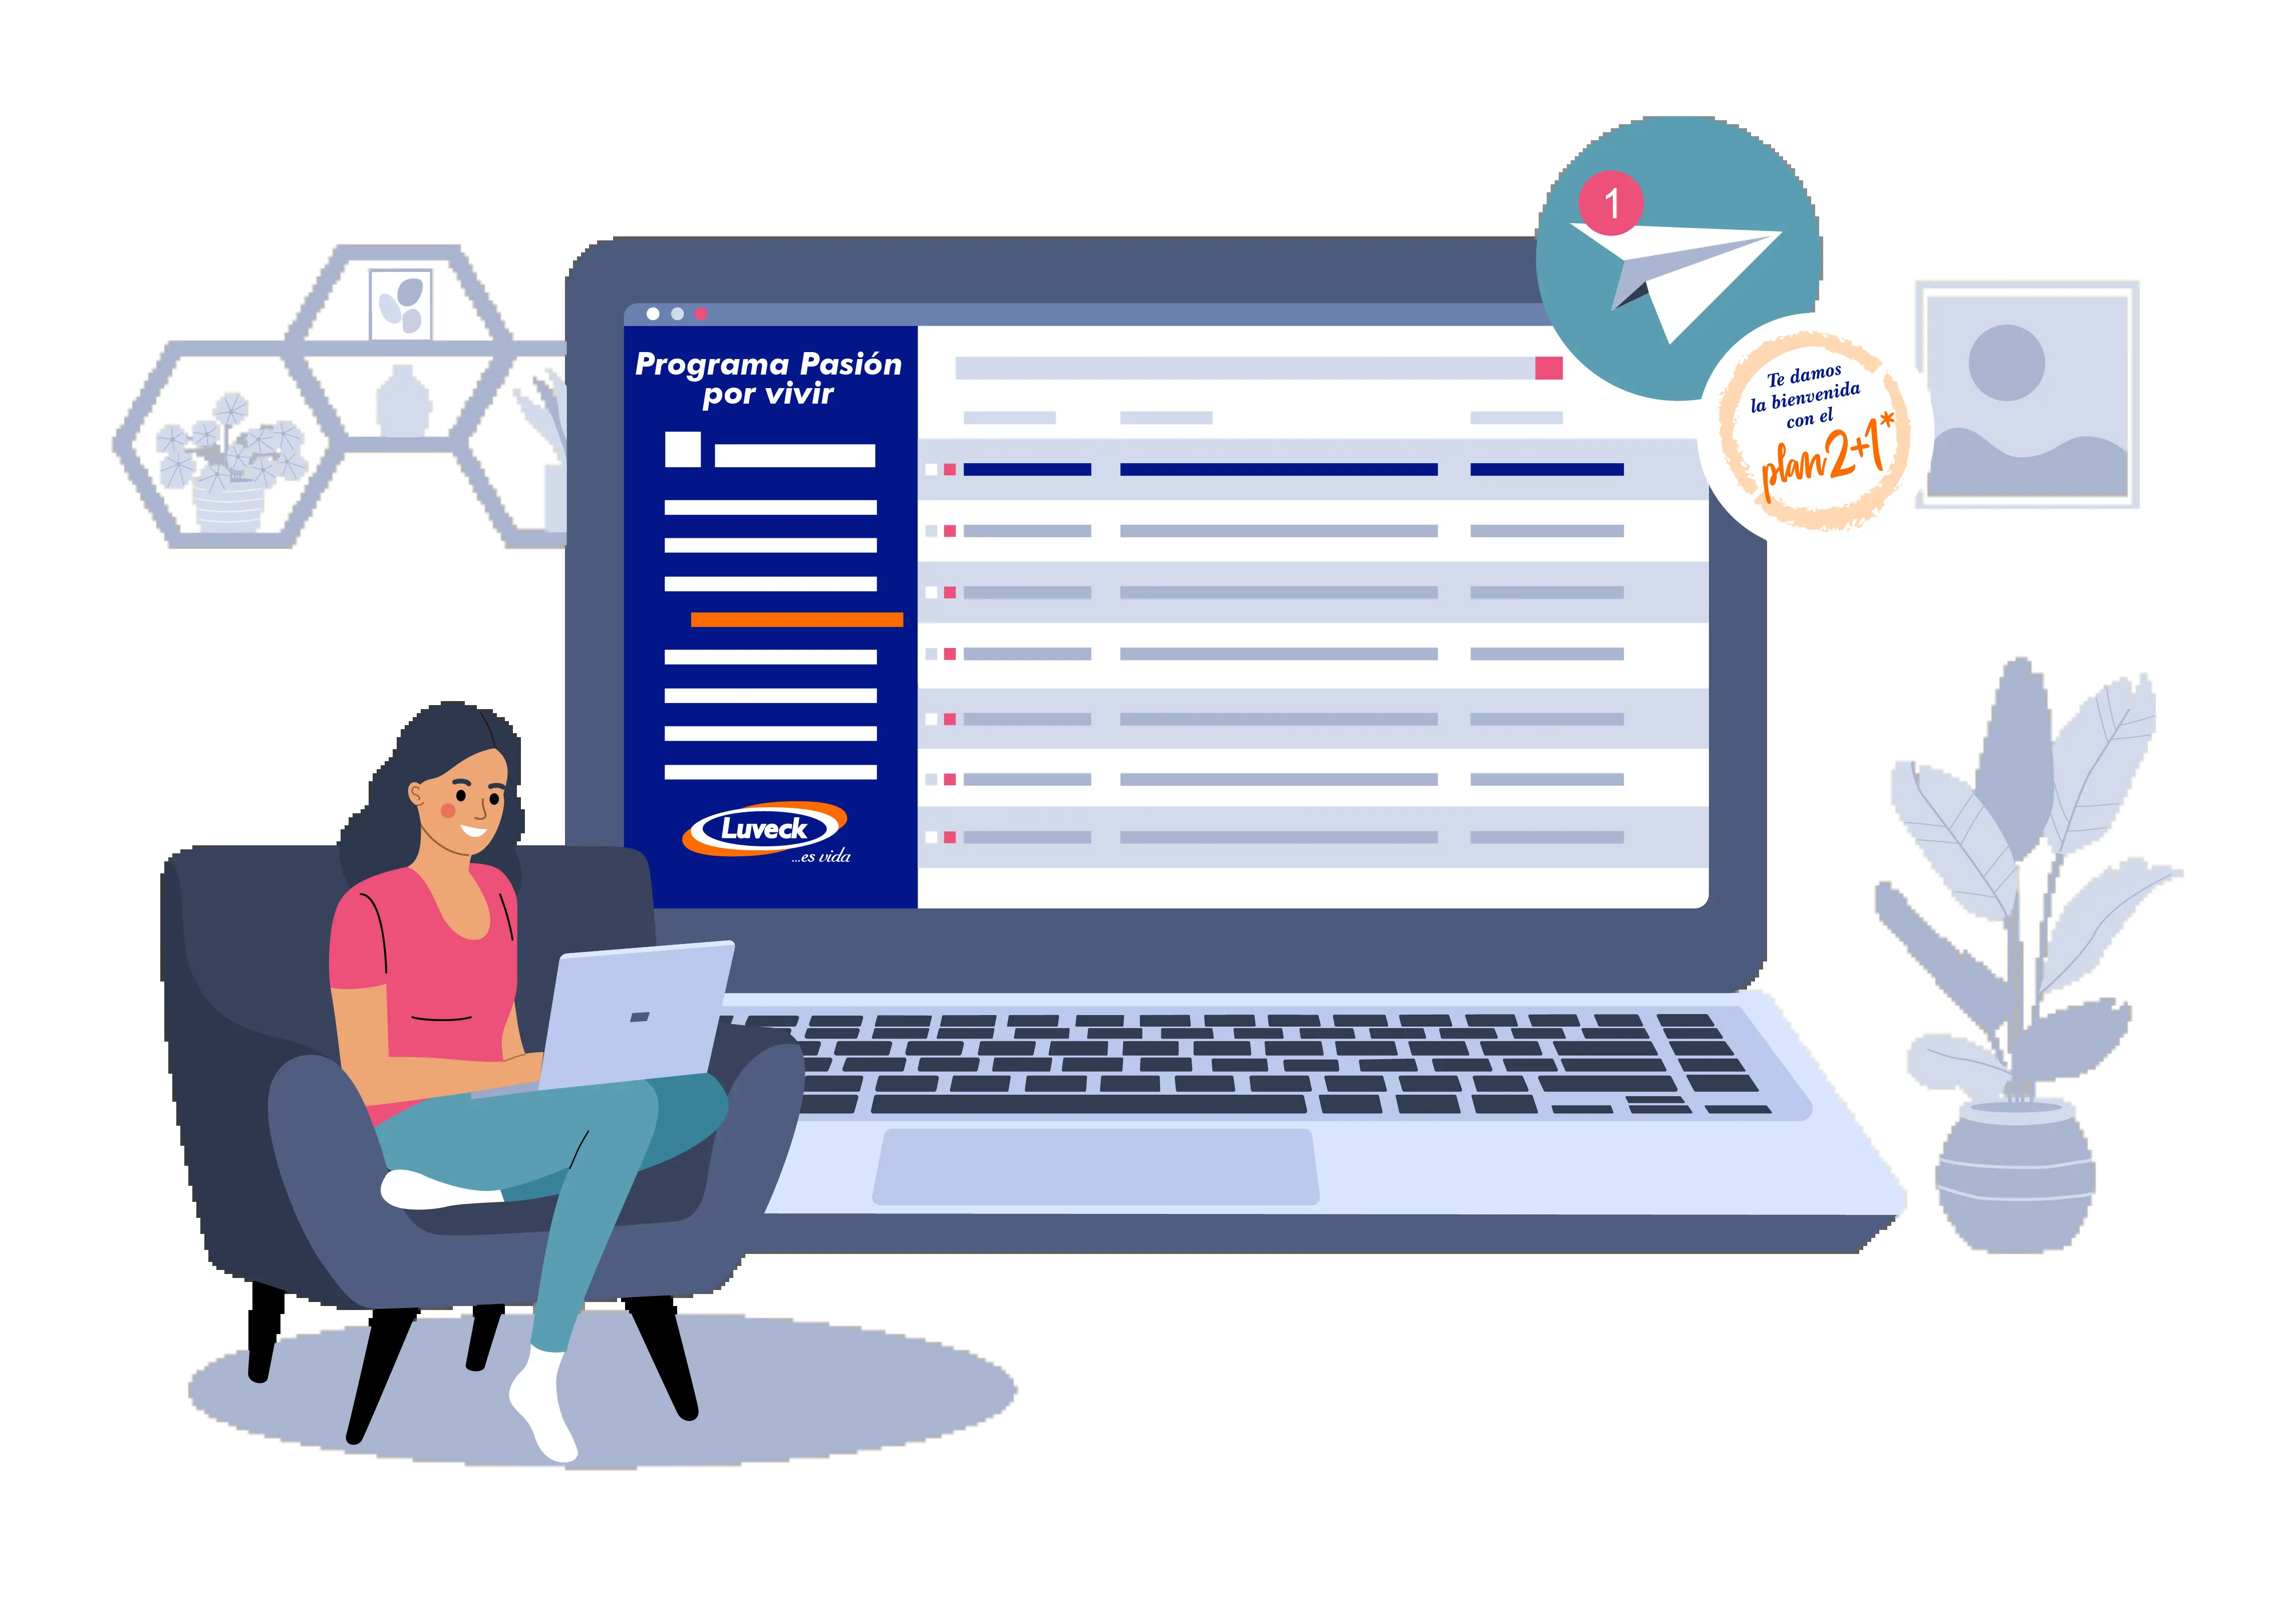 1
Programa Pasión
por vivir
Te damos
la bienvenida
con el
plan 2+1*
Luveck
...es vida